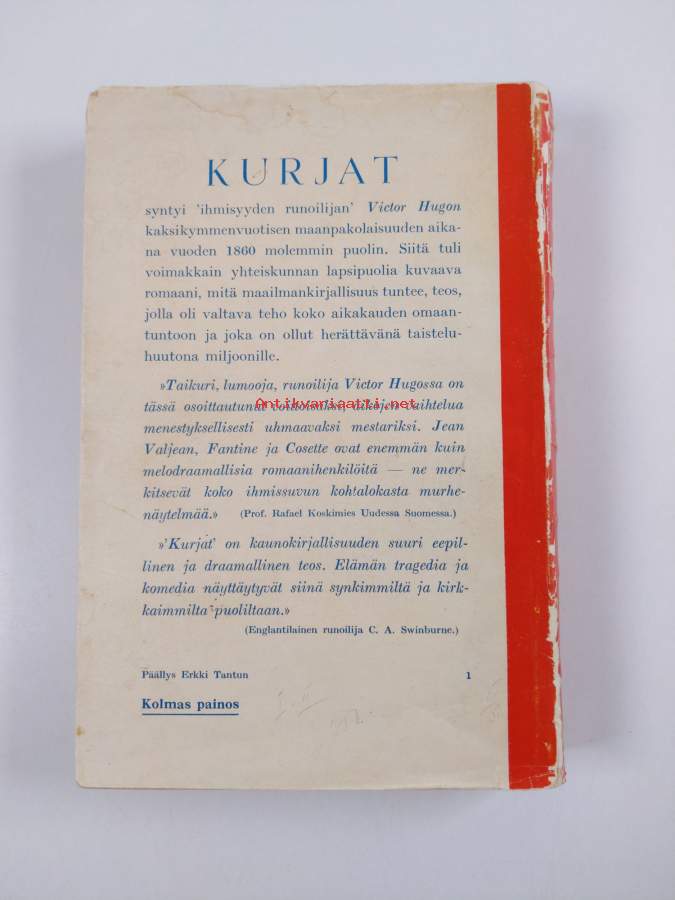 KURJAT
syntyi 'ihmisyyden runoilijan' Victor Hugon
kaksikymmenvuotisen maanpakolaisuuden aika-
na vuoden 1860 molemmin puolin. Siitä tuli
voimakkain yhteiskunnan lapsipuolia kuvaava
romaani, mitä maailmankirjallisuus tuntee, teos,
jolla oli valtava teho koko aikakauden omaan-
tuntoon ja joka on ollut herättävänä taistelu-
huutona miljoonille.
»Taikuri, lumooja, runoilija Victor Hugossa on
Antikvariaatti.net
tässä osoittautunut aikojen vaihtelua
menestyksellisesti uhmaavaksi mestariksi. Jean
Valjean, Fantine ja Cosette ovat enemmän kuin
melodraamallisia romaanihenkilöitä — ne mer-
kitsevät koko ihmissuvun kohtalokasta murhe-
näytelmää.» (Prof. Rafael Koskimies Uudessa Suomessa.)
»'Kurjat' on kaunokirjallisuuden suuri eepil-
linen ja draamallinen teos. Elämän tragedia ja
komedia näyttäytyvät siinä synkimmiltä ja kirk-
kaimmilta puoliltaan.»
(Englantilainen runoilija C. A. Swinburne.)
Päällys Erkki Tantun 1
Kolmas painos